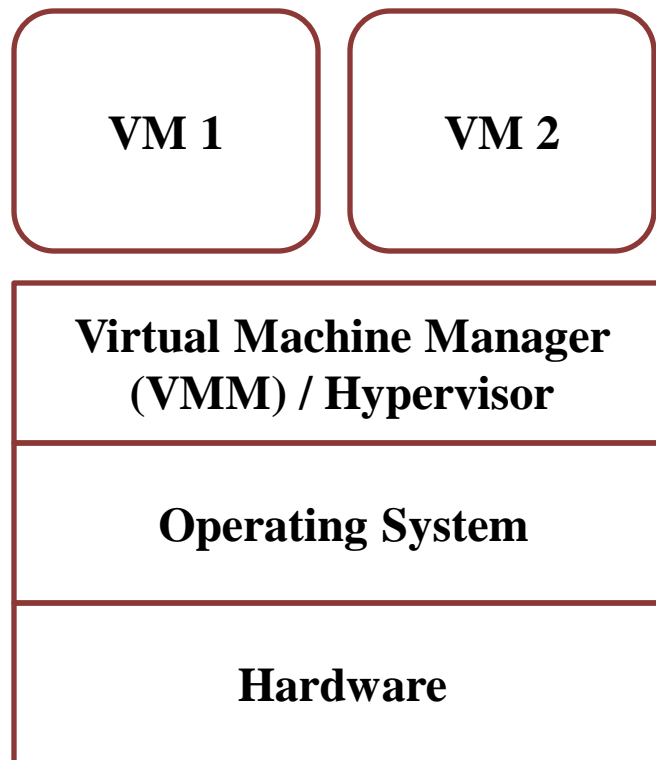 VM 1
VM 2
Virtual Machine Manager
(VMM) / Hypervisor
Operating System
Hardware